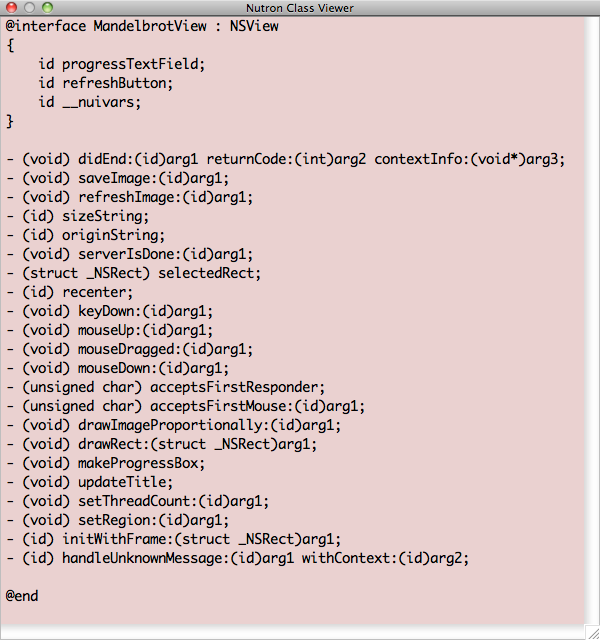 Nutron Class Viewer
@interface MandelbrotView : NSView
{
    id progressTextField;
    id refreshButton;
    id __nuivars;
}
- (void) didEnd:(id)arg1 returnCode:(int)arg2 contextInfo:(void*)arg3;
- (void) saveImage:(id)arg1;
- (void) refreshImage:(id)arg1;
- (id) sizeString;
- (id) originString;
- (void) serverIsDone:(id)arg1;
- (struct _NSRect) selectedRect;
- (id) recenter;
- (void) keyDown:(id)arg1;
- (void) mouseUp:(id)arg1;
- (void) mouseDragged:(id)arg1;
- (void) mouseDown:(id)arg1;
- (unsigned char) acceptsFirstResponder;
- (unsigned char) acceptsFirstMouse:(id)arg1;
- (void) drawImageProportionally:(id)arg1;
- (void) drawRect:(struct _NSRect)arg1;
- (void) makeProgressBox;
- (void) updateTitle;
- (void) setThreadCount:(id)arg1;
- (void) setRegion:(id)arg1;
- (id) initWithFrame:(struct _NSRect)arg1;
- (id) handleUnknownMessage:(id)arg1 withContext:(id)arg2;
@end